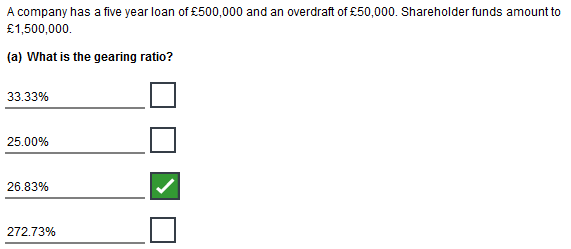 A company has a five year loan of £500,000 and an overdraft of £50,000. Shareholder funds amount to
£1,500,000.
(a) What is the gearing ratio?
33.33%
25.00%
26.83%
272.73%